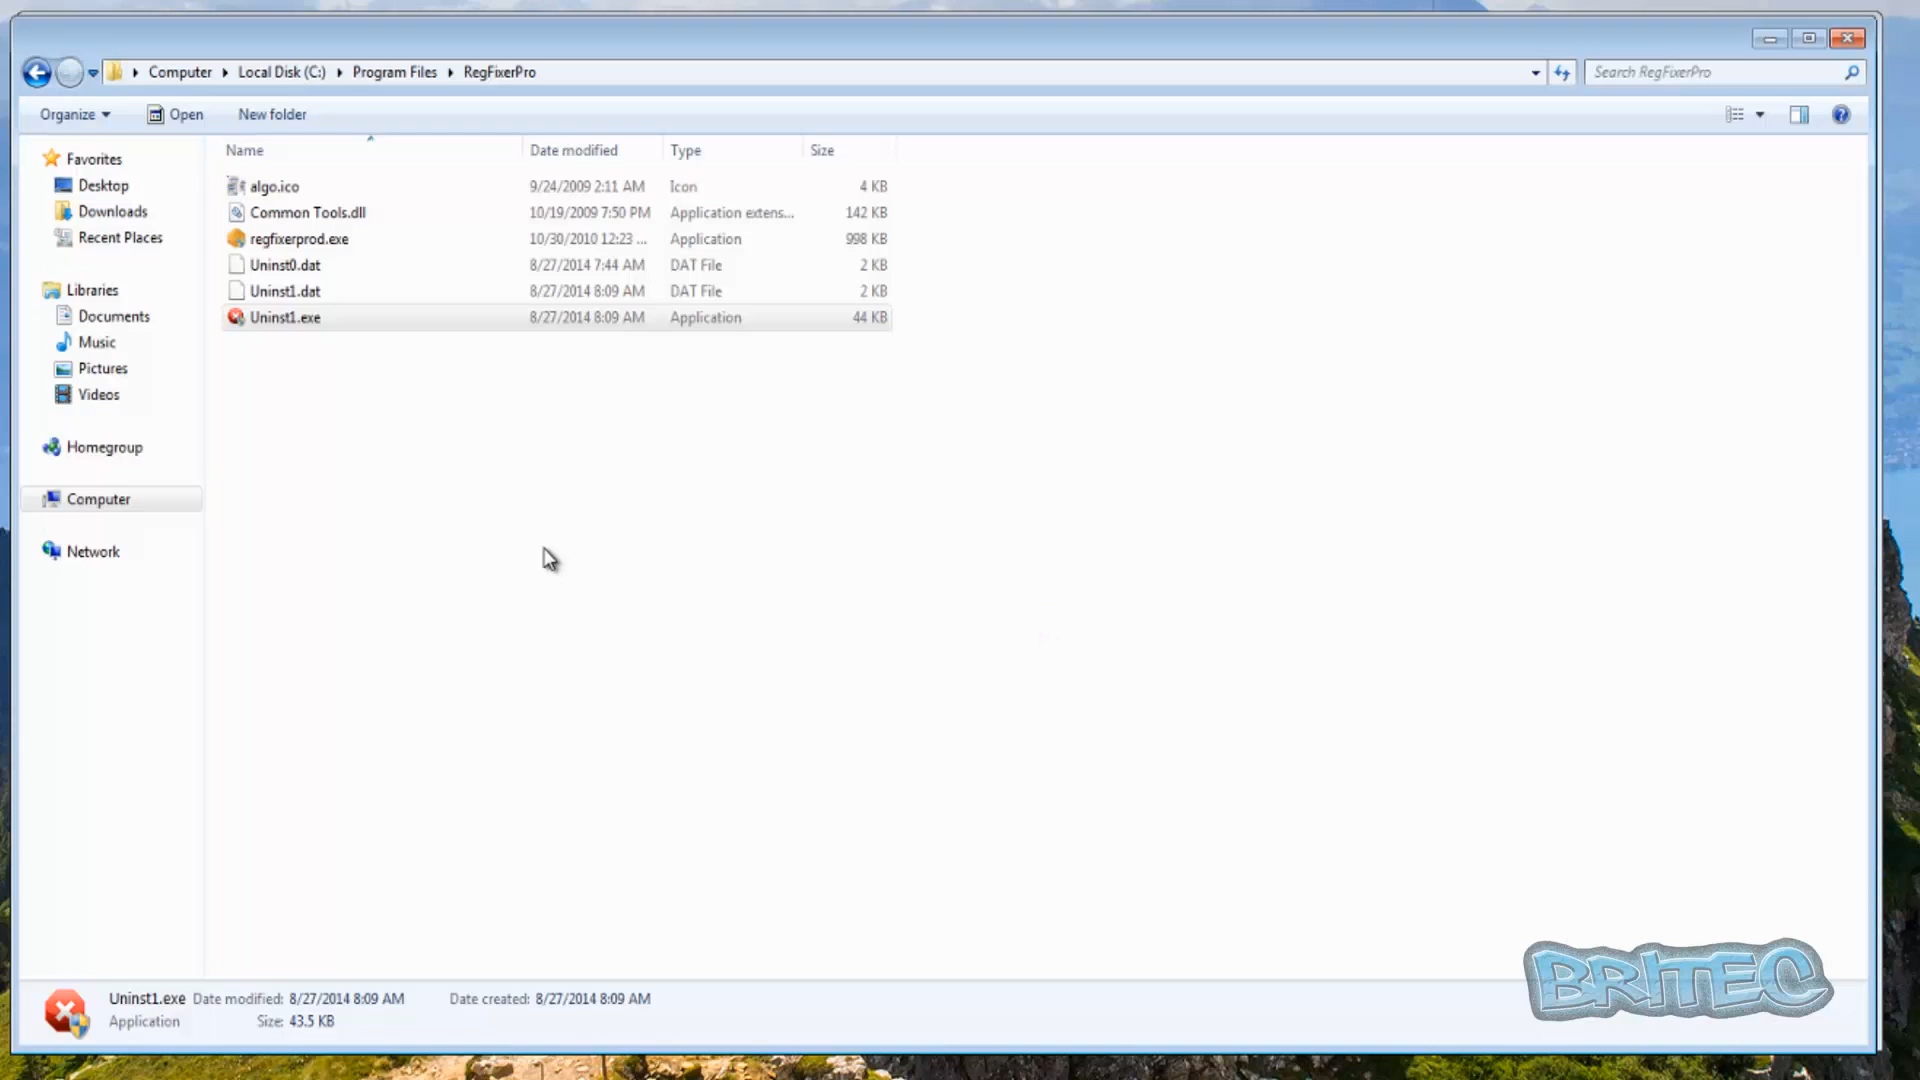 Computer Local Disk (C:) Program Files RegFixerPro
Search RegFixerPro
Organize Open New folder
Name Date modified Type Size
Favorites
Desktop
Downloads
Recent Places
Libraries
Documents
Music
Pictures
Videos
Homegroup
Computer
Network
algo.ico 9/24/2009 2:11 AM Icon 4 KB
Common Tools.dll 10/19/2009 7:50 PM Application extens... 142 KB
regfixerprod.exe 10/30/2010 12:23 ... Application 998 KB
Uninst0.dat 8/27/2014 7:44 AM DAT File 2 KB
Uninst1.dat 8/27/2014 8:09 AM DAT File 2 KB
Uninst1.exe 8/27/2014 8:09 AM Application 44 KB
Uninst1.exe Date modified: 8/27/2014 8:09 AM Date created: 8/27/2014 8:09 AM
Application Size: 43.5 KB
BRITEC